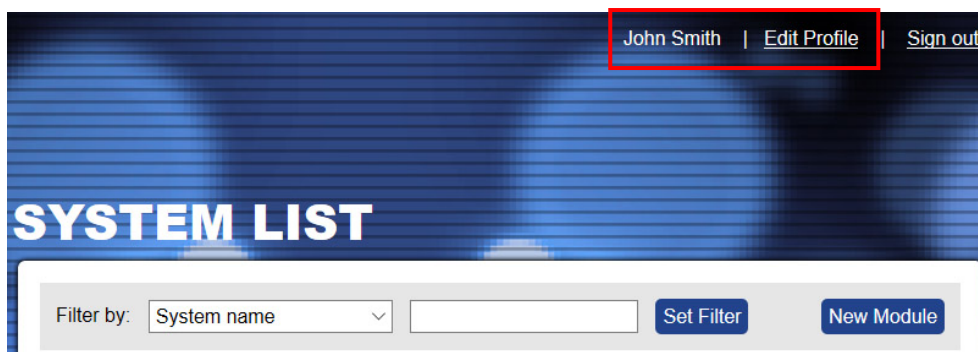 John Smith | Edit Profile | Sign out
SYSTEM LIST
Filter by: System name Set Filter New Module